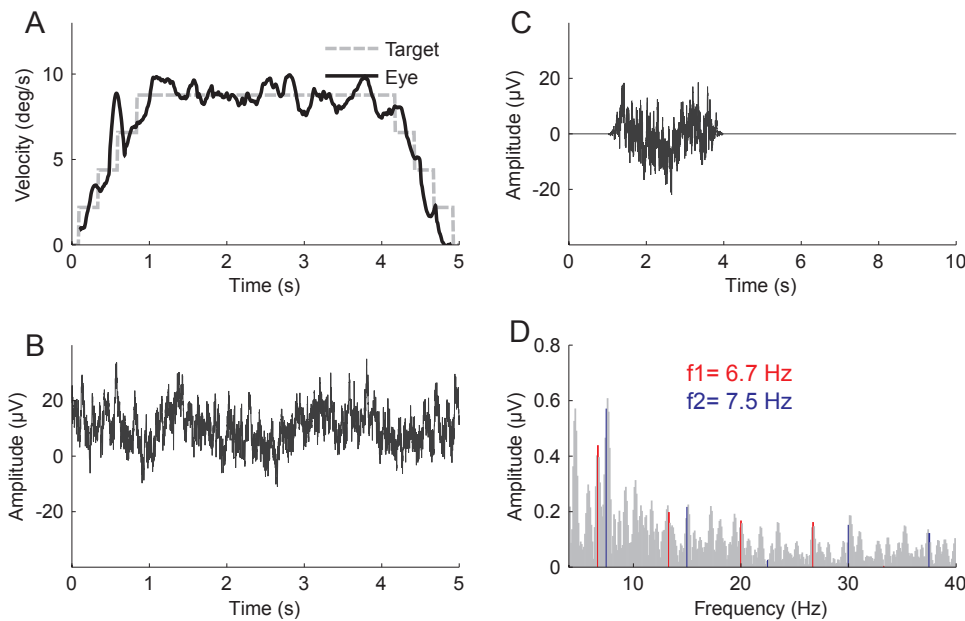 A
Velocity (deg/s)
10
5
0
Target
Eye
0 1 2 3 4 5
Time (s)
C
Amplitude (µV)
20
0
-20
0 2 4 6 8 10
Time (s)
B
Amplitude (µV)
20
0
-20
0 1 2 3 4 5
Time (s)
D
Amplitude (µV)
0.8
0.6
0.4
0.2
0
f1= 6.7 Hz
f2= 7.5 Hz
10 20 30 40
Frequency (Hz)